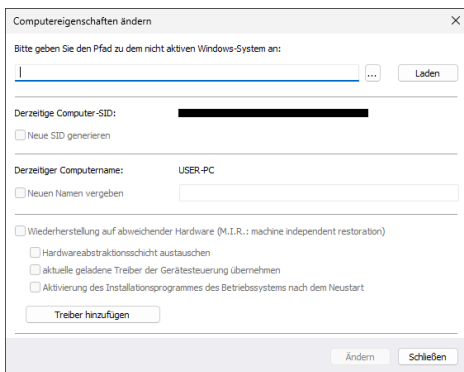 Computereigenschaften ändern
Bitte geben Sie den Pfad zu dem nicht aktiven Windows-System an:
... Laden
Derzeitige Computer-SID:
Neue SID generieren
Derzeitiger Computername: USER-PC
Neuen Namen vergeben
Wiederherstellung auf abweichender Hardware (M.I.R.: machine independent restoration)
Hardwareabstraktionsschicht austauschen
aktuelle geladene Treiber der Gerätesteuerung übernehmen
Aktivierung des Installationsprogrammes des Betriebssystems nach dem Neustart
Treiber hinzufügen
Ändern Schließen